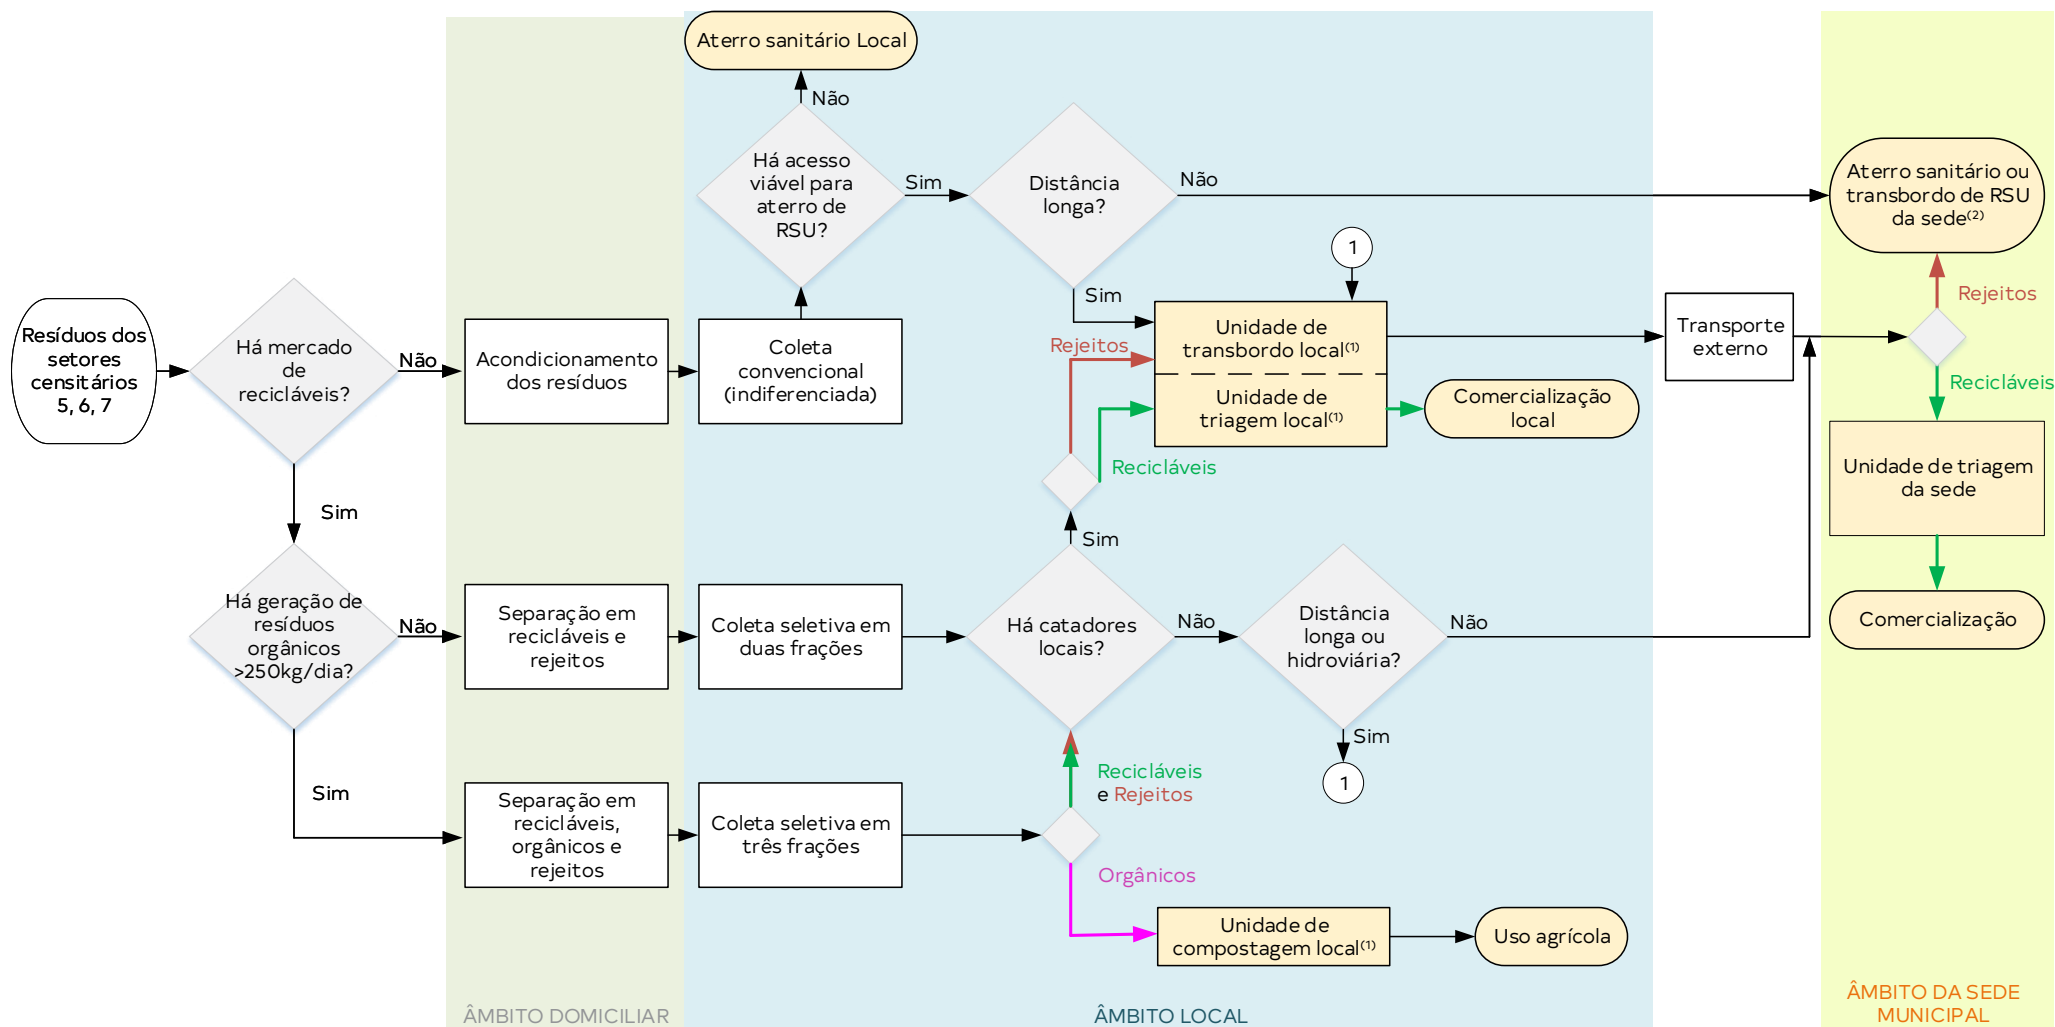 Aterro sanitário Local
Não
Há acesso
viável para
aterro de
RSU?
Sim
Distância
longa?
Não
Aterro sanitário ou
transbordo de RSU
da sede⁽²⁾
Rejeitos
Recicláveis
Unidade de triagem
da sede
Comercialização
Resíduos dos
setores
censitários
5, 6, 7
Há mercado
de
recicláveis?
Não
Acondicionamento
dos resíduos
Coleta
convencional
(indiferenciada)
Sim
1
Rejeitos
Unidade de
transbordo local⁽¹⁾
Unidade de
triagem local⁽¹⁾
Comercialização
local
Transporte
externo
Recicláveis
Sim
Sim
Há geração de
resíduos
orgânicos
>250kg/dia?
Não
Separação em
recicláveis e
rejeitos
Coleta seletiva em
duas frações
Há catadores
locais?
Não
Distância
longa ou
hidroviária?
Não
Sim
1
Sim
Separação em
recicláveis,
orgânicos e
rejeitos
Coleta seletiva em
três frações
Recicláveis
e Rejeitos
Orgânicos
Unidade de
compostagem local⁽¹⁾
Uso agrícola
ÂMBITO DOMICILIAR
ÂMBITO LOCAL
ÂMBITO DA SEDE
MUNICIPAL